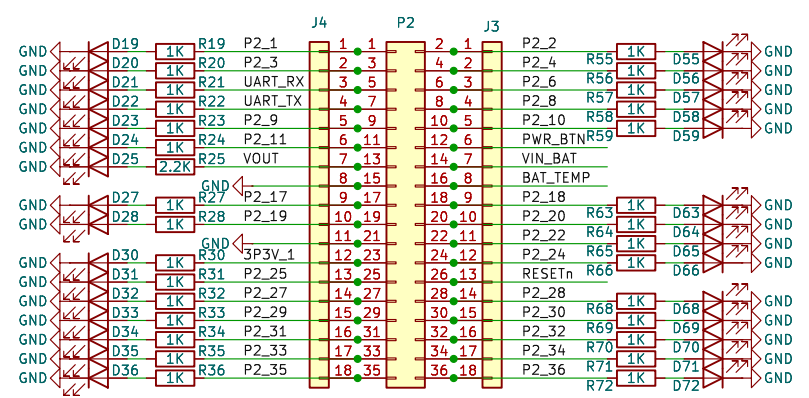 J4 P2 J3
GND D19 1K R19 P2_1 1 1 2 1 P2_2 R55 1K D55 GND
GND D20 1K R20 P2_3 2 3 4 2 P2_4 R56 1K D56 GND
GND D21 1K R21 UART_RX 3 5 6 3 P2_6 R57 1K D57 GND
GND D22 1K R22 UART_TX 4 7 8 4 P2_8 R58 1K D58 GND
GND D23 1K R23 P2_9 5 9 10 5 P2_10 R59 1K D59 GND
GND D24 1K R24 P2_11 6 11 12 6 PWR_BTN
GND D25 2.2K R25 VOUT 7 13 14 7 VIN_BAT
GND 8 15 16 8 BAT_TEMP
GND D27 1K R27 P2_17 9 17 18 9 P2_18 R63 1K D63 GND
GND D28 1K R28 P2_19 10 19 20 10 P2_20 R64 1K D64 GND
GND 11 21 22 11 P2_22 R65 1K D65 GND
GND D30 1K R30 3P3V_1 12 23 24 12 P2_24 R66 1K D66 GND
GND D31 1K R31 P2_25 13 25 26 13 RESETn
GND D32 1K R32 P2_27 14 27 28 14 P2_28 R68 1K D68 GND
GND D33 1K R33 P2_29 15 29 30 15 P2_30 R69 1K D69 GND
GND D34 1K R34 P2_31 16 31 32 16 P2_32 R70 1K D70 GND
GND D35 1K R35 P2_33 17 33 34 17 P2_34 R71 1K D71 GND
GND D36 1K R36 P2_35 18 35 36 18 P2_36 R72 1K D72 GND